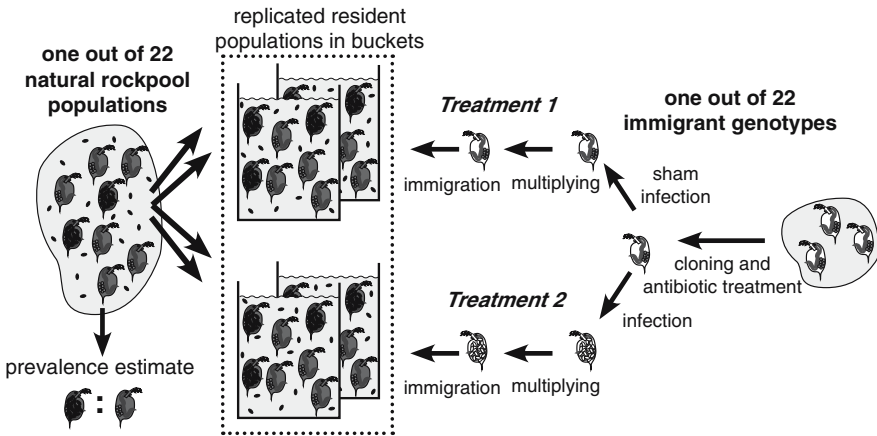 one out of 22
natural rockpool
populations
prevalence estimate
:
replicated resident
populations in buckets
Treatment 1
immigration
multiplying
sham
infection
Treatment 2
immigration
multiplying
infection
one out of 22
immigrant genotypes
cloning and
antibiotic treatment